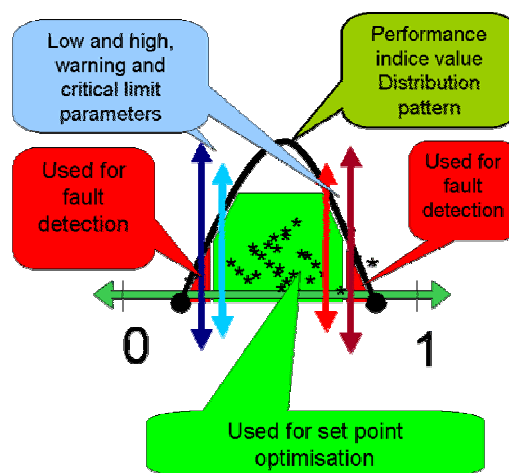 Low and high,
warning and
critical limit
parameters
Performance
indice value
Distribution
pattern
Used for
fault
detection
Used for
fault
detection
0
1
Used for set point
optimisation